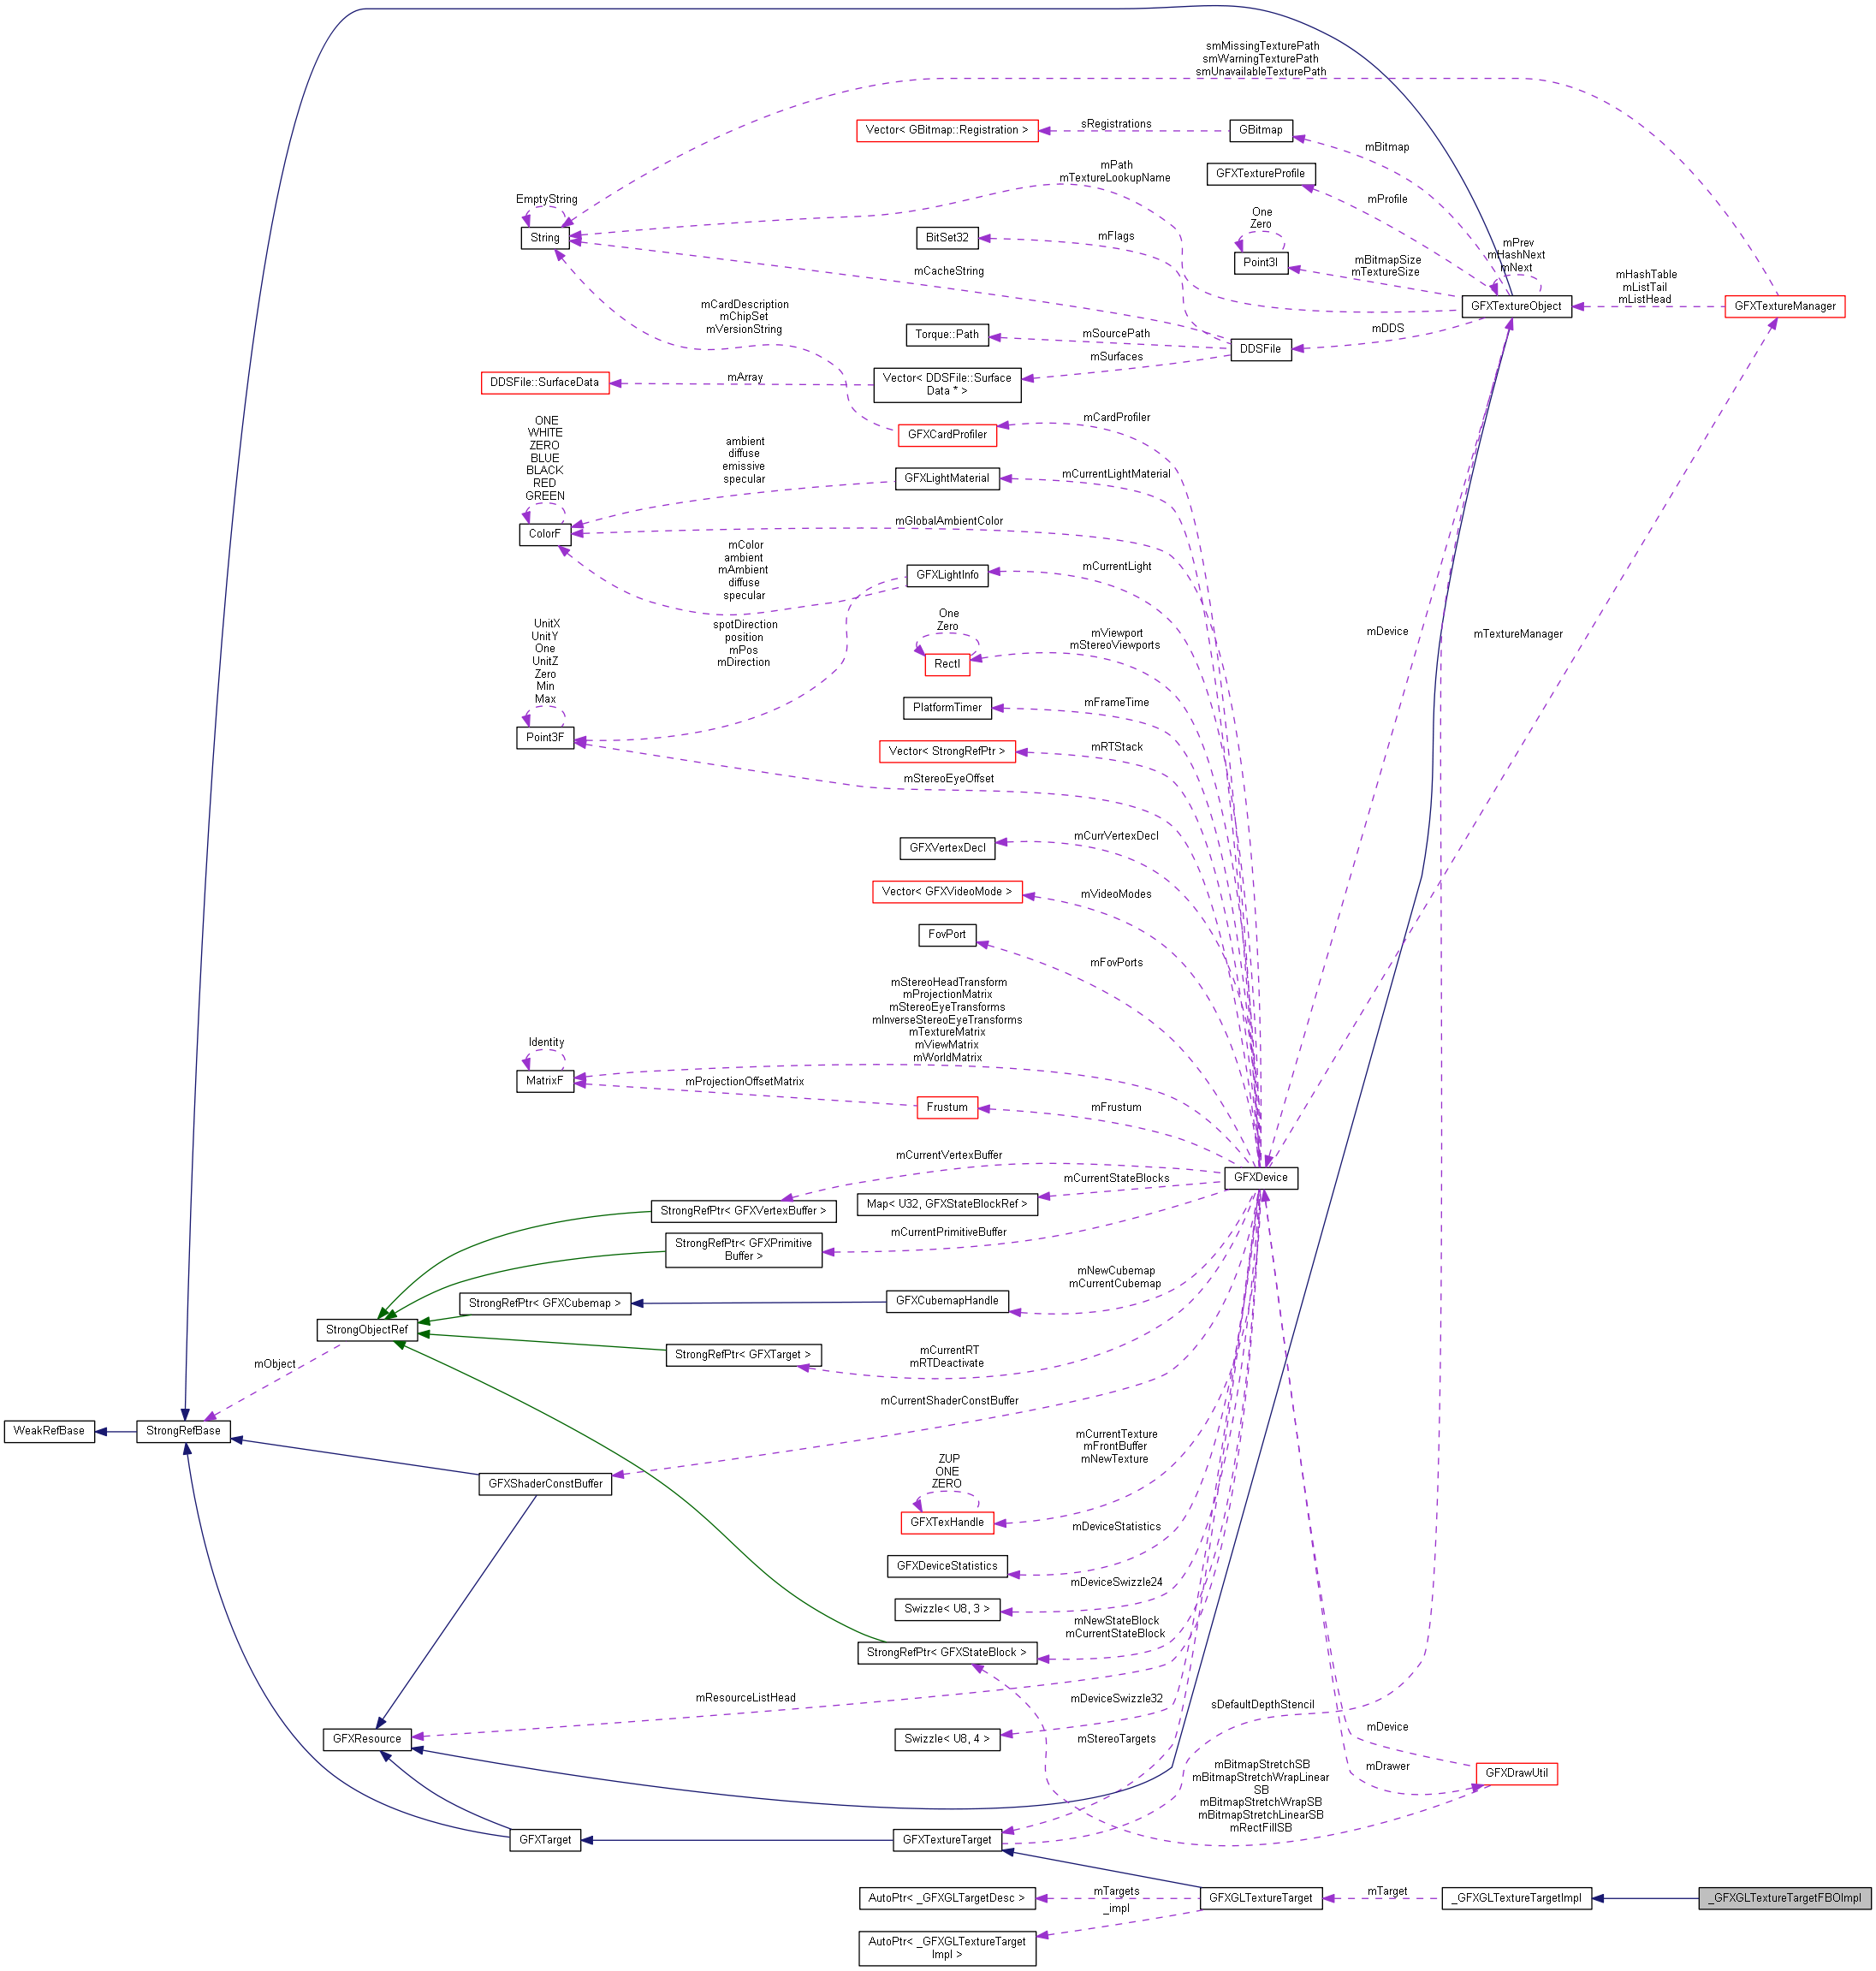 smMissingTexturePath
smWarningTexturePath
smUnavailableTexturePath
Vector< GBitmap::Registration >
sRegistrations
GBitmap
mBitmap
mPath
mTextureLookupName
GFXTextureProfile
mProfile
EmptyString
String
BitSet32
mFlags
One
Zero
Point3I
mBitmapSize
mTextureSize
mPrev
mHashNext
mNext
GFXTextureObject
mHashTable
mListTail
mListHead
GFXTextureManager
mCacheString
mCardDescription
mChipSet
mVersionString
Torque::Path
mSourcePath
DDSFile
mDDS
mSurfaces
DDSFile::SurfaceData
mArray
Vector< DDSFile::Surface
Data * >
GFXCardProfiler
mCardProfiler
ONE
WHITE
ZERO
BLUE
BLACK
RED
GREEN
ColorF
ambient
diffuse
emissive
specular
GFXLightMaterial
mCurrentLightMaterial
mGlobalAmbientColor
mColor
ambient
mAmbient
diffuse
specular
GFXLightInfo
mCurrentLight
spotDirection
position
mPos
mDirection
One
Zero
RectI
mViewport
mStereoViewports
mDevice
mTextureManager
UnitX
UnitY
One
UnitZ
Zero
Min
Max
Point3F
PlatformTimer
mFrameTime
Vector< StrongRefPtr >
mRTStack
mStereoEyeOffset
GFXVertexDecl
mCurrVertexDecl
Vector< GFXVideoMode >
mVideoModes
FovPort
mFovPorts
mStereoHeadTransform
mProjectionMatrix
mStereoEyeTransforms
mInverseStereoEyeTransforms
mTextureMatrix
mViewMatrix
mWorldMatrix
Identity
MatrixF
mProjectionOffsetMatrix
Frustum
mFrustum
mCurrentVertexBuffer
GFXDevice
mCurrentStateBlocks
Map< U32, GFXStateBlockRef >
StrongRefPtr< GFXVertexBuffer >
mCurrentPrimitiveBuffer
StrongRefPtr< GFXPrimitive
Buffer >
mNewCubemap
mCurrentCubemap
StrongRefPtr< GFXCubemap >
GFXCubemapHandle
StrongObjectRef
StrongRefPtr< GFXTarget >
mCurrentRT
mRTDeactivate
mObject
mCurrentShaderConstBuffer
WeakRefBase
StrongRefBase
GFXShaderConstBuffer
mCurrentTexture
mFrontBuffer
mNewTexture
ZUP
ONE
ZERO
GFXTexHandle
mDeviceStatistics
GFXDeviceStatistics
mDeviceSwizzle24
Swizzle< U8, 3 >
mNewStateBlock
mCurrentStateBlock
StrongRefPtr< GFXStateBlock >
mResourceListHead
mDeviceSwizzle32
sDefaultDepthStencil
GFXResource
Swizzle< U8, 4 >
mStereoTargets
mDevice
mDrawer
GFXDrawUtil
mBitmapStretchSB
mBitmapStretchWrapLinear
SB
mBitmapStretchWrapSB
mBitmapStretchLinearSB
mRectFillSB
GFXTarget
GFXTextureTarget
AutoPtr< _GFXGLTargetDesc >
mTargets
_impl
GFXGLTextureTarget
mTarget
_GFXGLTextureTargetImpl
_GFXGLTextureTargetFBOImpl
AutoPtr< _GFXGLTextureTarget
Impl >